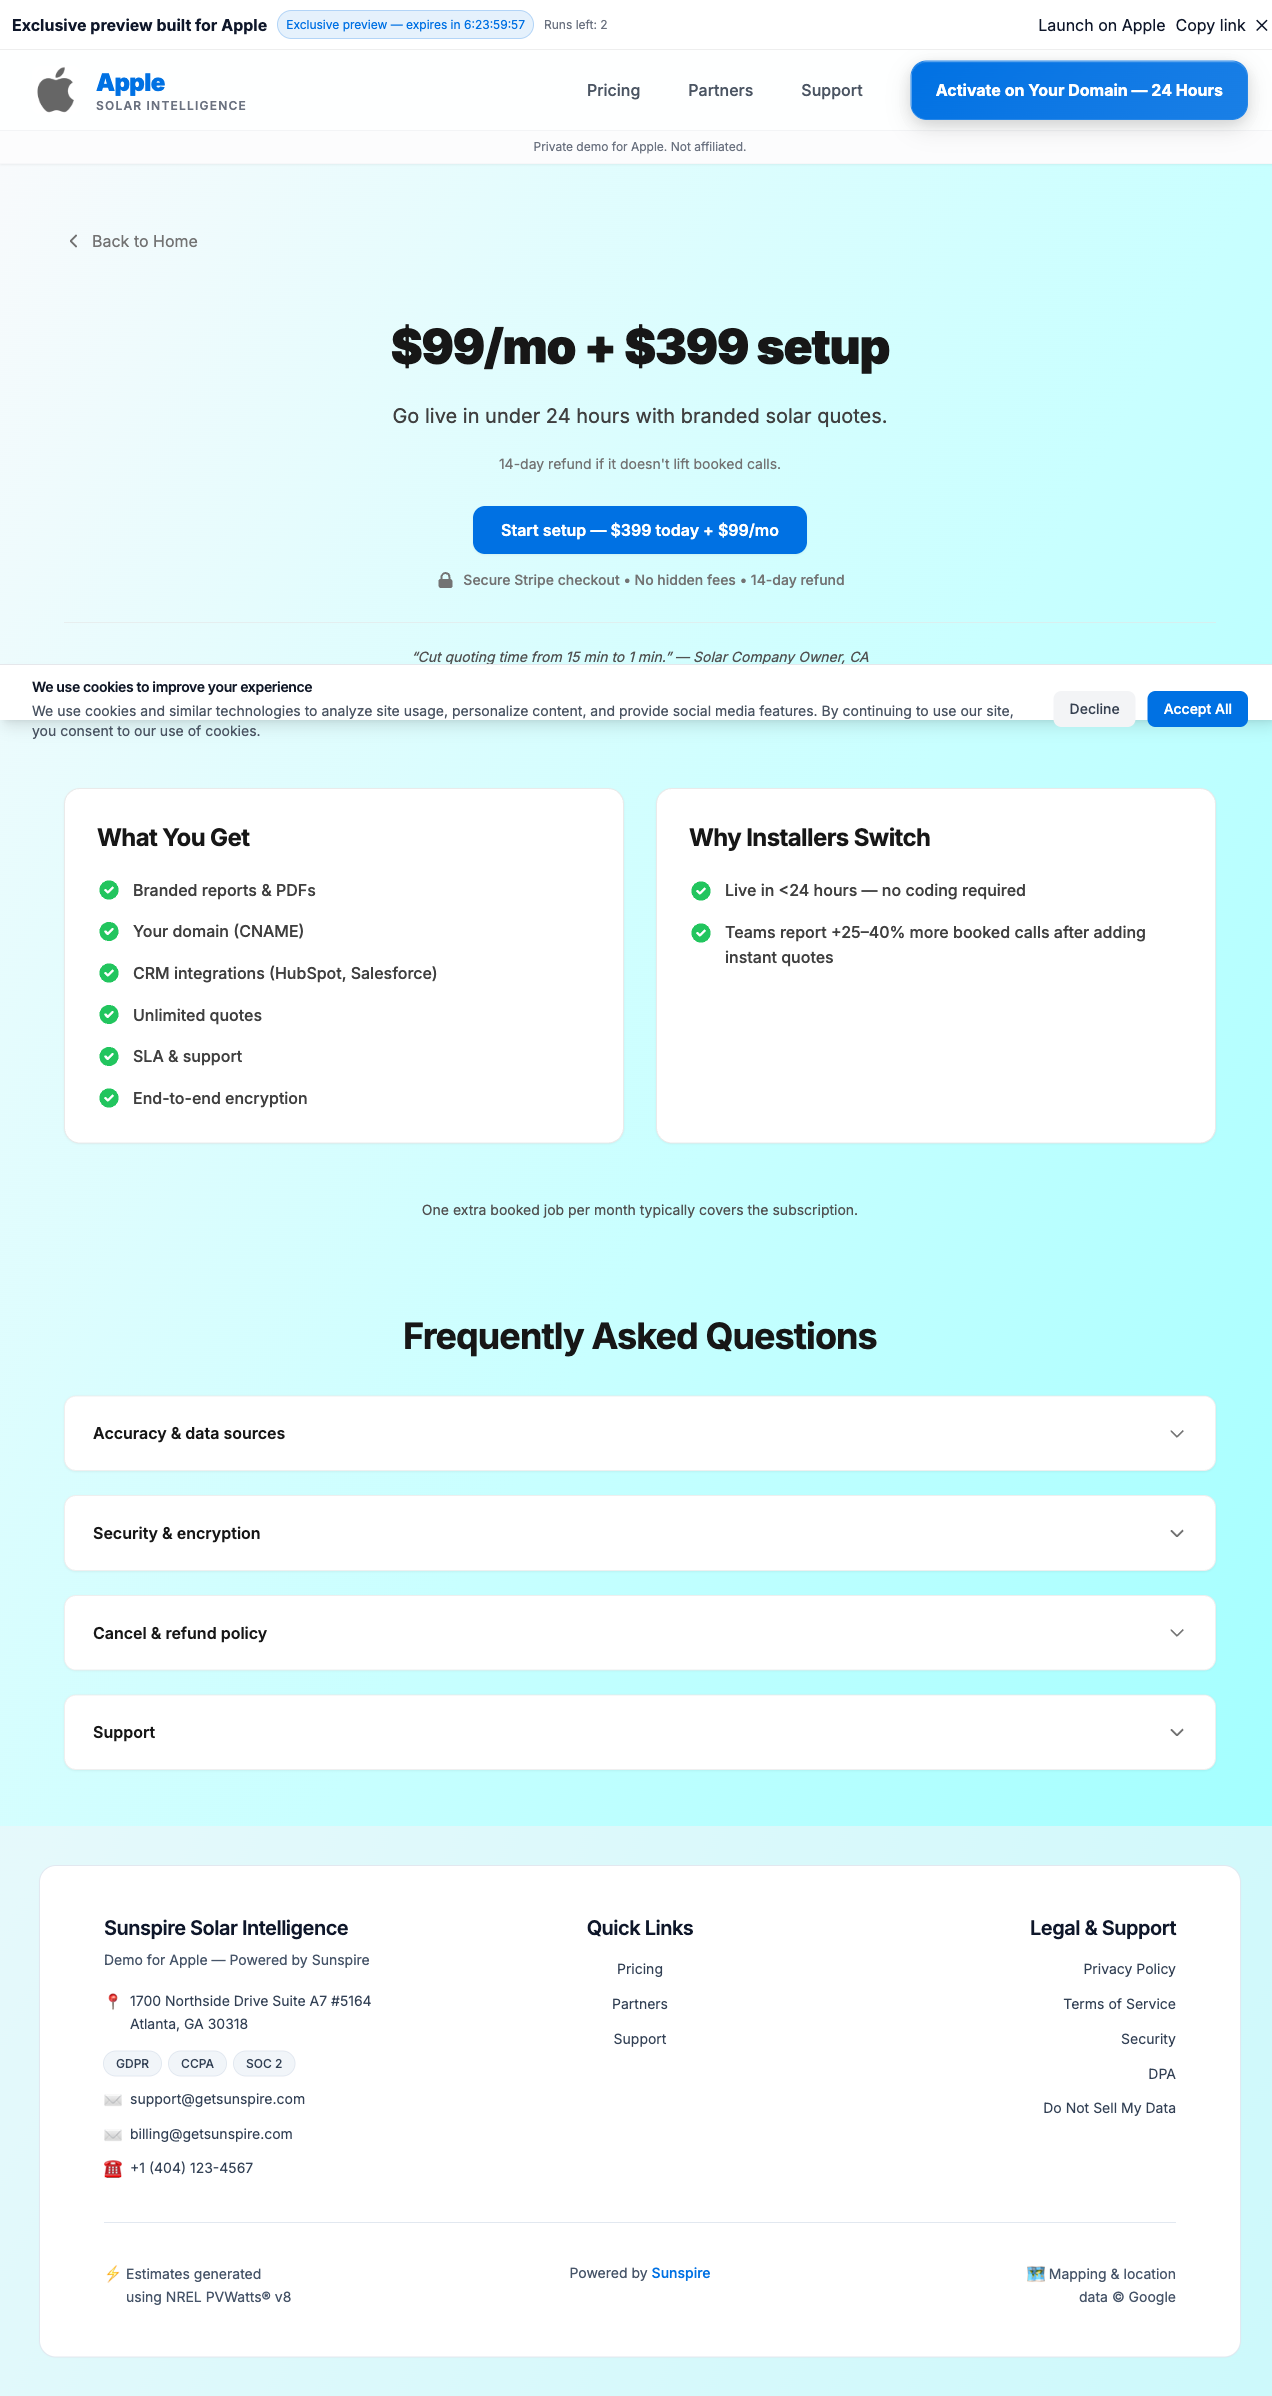 Exclusive preview built for Apple
Exclusive preview — expires in 6:23:59:57
Runs left: 2
Launch on Apple
Copy link
Apple
SOLAR INTELLIGENCE
Pricing
Partners
Support
Activate on Your Domain — 24 Hours
Private demo for Apple. Not affiliated.
Back to Home
$99/mo + $399 setup
Go live in under 24 hours with branded solar quotes.
14-day refund if it doesn't lift booked calls.
Start setup — $399 today + $99/mo
Secure Stripe checkout • No hidden fees • 14-day refund
“Cut quoting time from 15 min to 1 min.” — Solar Company Owner, CA
We use cookies to improve your experience
We use cookies and similar technologies to analyze site usage, personalize content, and provide social media features. By continuing to use our site,
you consent to our use of cookies.
Decline
Accept All
What You Get
Branded reports & PDFs
Your domain (CNAME)
CRM integrations (HubSpot, Salesforce)
Unlimited quotes
SLA & support
End-to-end encryption
Why Installers Switch
Live in <24 hours — no coding required
Teams report +25–40% more booked calls after adding
instant quotes
One extra booked job per month typically covers the subscription.
Frequently Asked Questions
Accuracy & data sources
Security & encryption
Cancel & refund policy
Support
Sunspire Solar Intelligence
Demo for Apple — Powered by Sunspire
1700 Northside Drive Suite A7 #5164
Atlanta, GA 30318
GDPR
CCPA
SOC 2
support@getsunspire.com
billing@getsunspire.com
+1 (404) 123-4567
Quick Links
Pricing
Partners
Support
Legal & Support
Privacy Policy
Terms of Service
Security
DPA
Do Not Sell My Data
Estimates generated
using NREL PVWatts® v8
Powered by Sunspire
Mapping & location
data © Google